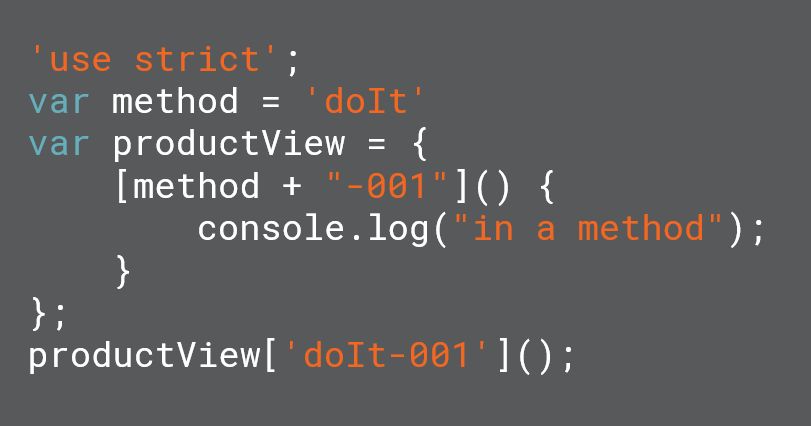 'use strict';
var method = 'doIt'
var productView = {
    [method + "-001"]() {
        console.log("in a method");
    }
};
productView['doIt-001']();